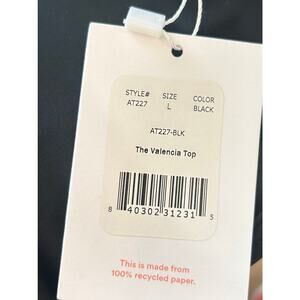 STYLE# SIZE COLOR
AT227 L BLACK
AT227-BLK
The Valencia Top
8 40302 31231 5
This is made from
100% recycled paper.